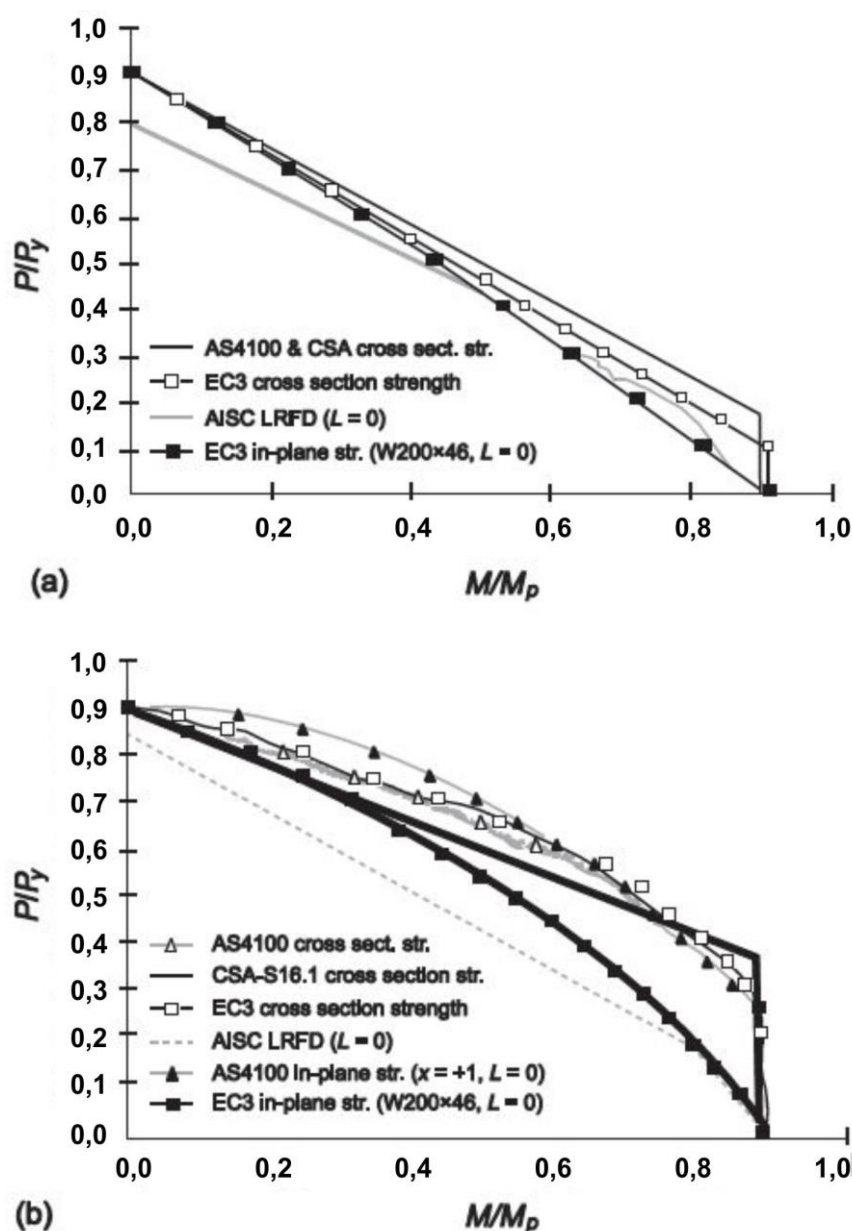 1,0
0,9
0,8
0,7
0,6
0,5
0,4
0,3
0,2
0,1
0,0
P/Py
AS4100 & CSA cross sect. str.
EC3 cross section strength
AISC LRFD (L = 0)
EC3 in-plane str. (W200×46, L = 0)
0,0 0,2 0,4 0,6 0,8 1,0
(a)
M/Mp
1,0
0,9
0,8
0,7
0,6
0,5
0,4
0,3
0,2
0,1
0,0
P/Py
AS4100 cross sect. str.
CSA-S16.1 cross section str.
EC3 cross section strength
AISC LRFD (L = 0)
AS4100 in-plane str. (x = +1, L = 0)
EC3 in-plane str. (W200×46, L = 0)
0,0 0,2 0,4 0,6 0,8 1,0
(b)
M/Mp